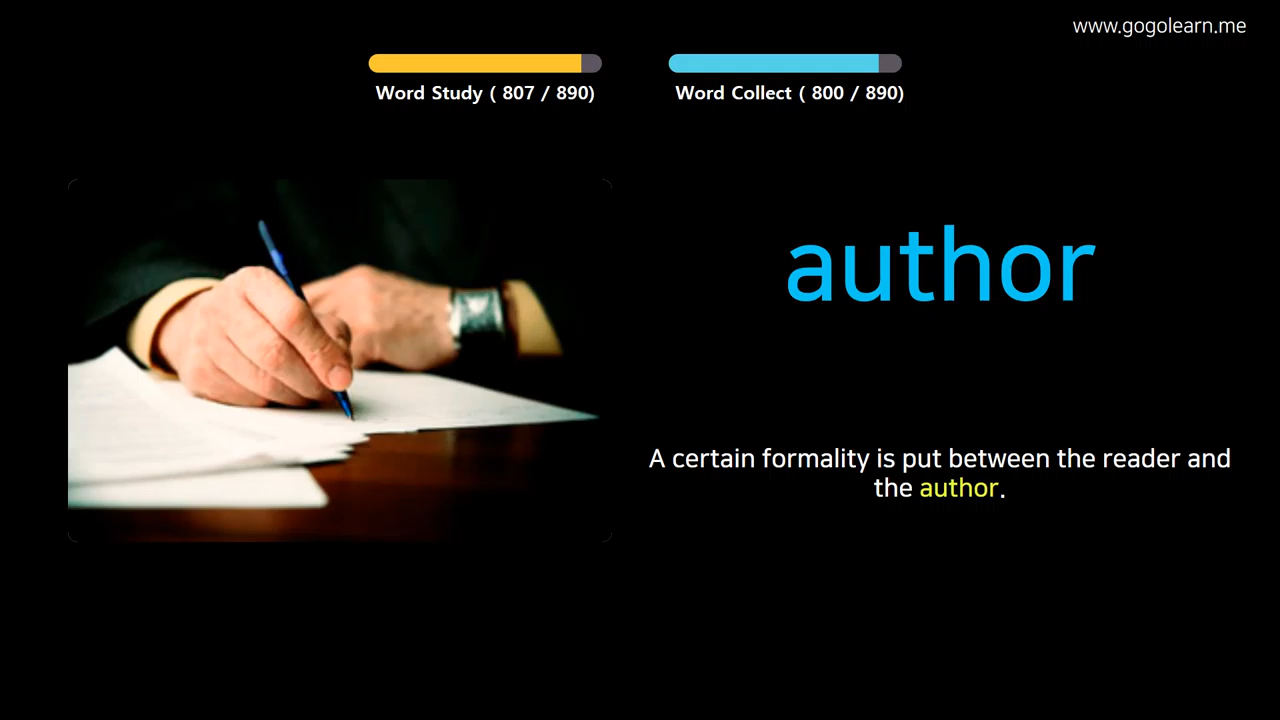 www.gogolearn.me
Word Study ( 807 / 890)
Word Collect ( 800 / 890)
author
A certain formality is put between the reader and
the author.